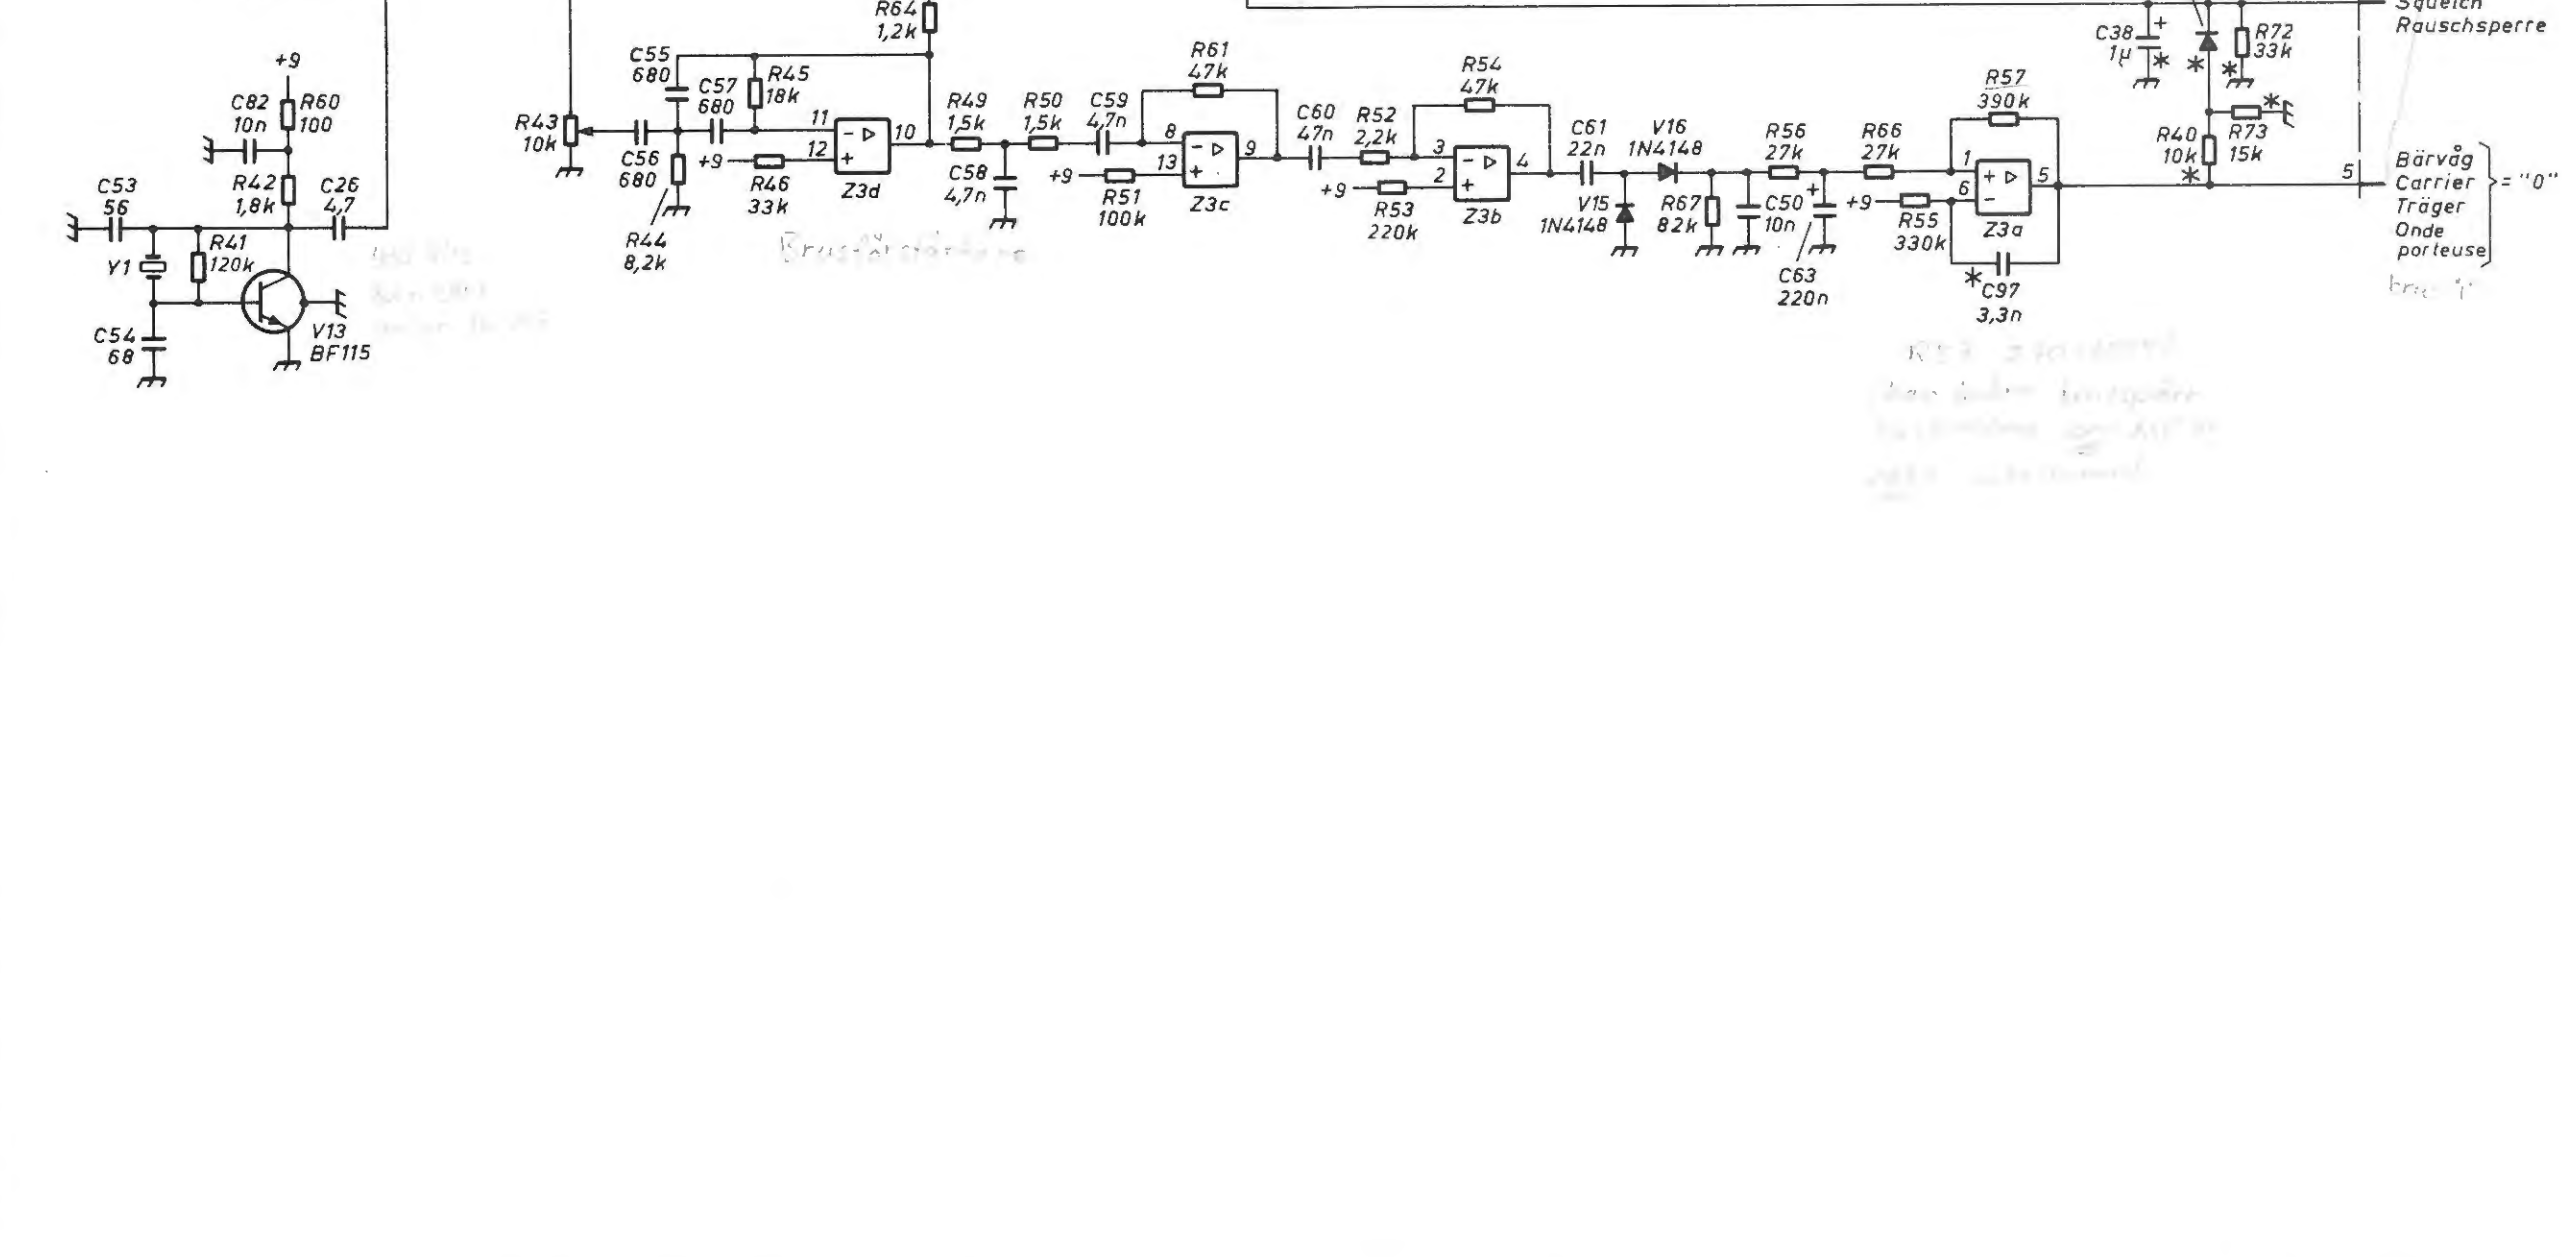 R64
1,2k
Rauschsperre
C38
1µ
+
*
*
*
R72
33k
+9
C82
10n
R60
100
R42
1,8k
C53
56
C26
4,7
R41
120k
Y1
C54
68
V13
BF115
R43
10k
C55
680
C57
680
R45
18k
C56
680
+9
R44
8,2k
R46
33k
11
12
-
+
10
Z3d
R49
1,5k
R50
1,5k
C59
4,7n
C58
4,7n
R61
47k
+9
R51
100k
8
13
-
+
9
Z3c
C60
47n
R52
2,2k
R54
47k
+9
R53
220k
3
2
-
+
4
Z3b
C61
22n
V16
1N4148
V15
1N4148
R67
82k
C50
10n
R56
27k
+
C63
220n
R66
27k
R57
390k
+9
R55
330k
1
6
+
-
5
Z3a
*
C97
3,3n
R40
10k
*
*
R73
15k
5
Bärvåg
Carrier = "0"
Träger
Onde
porteuse